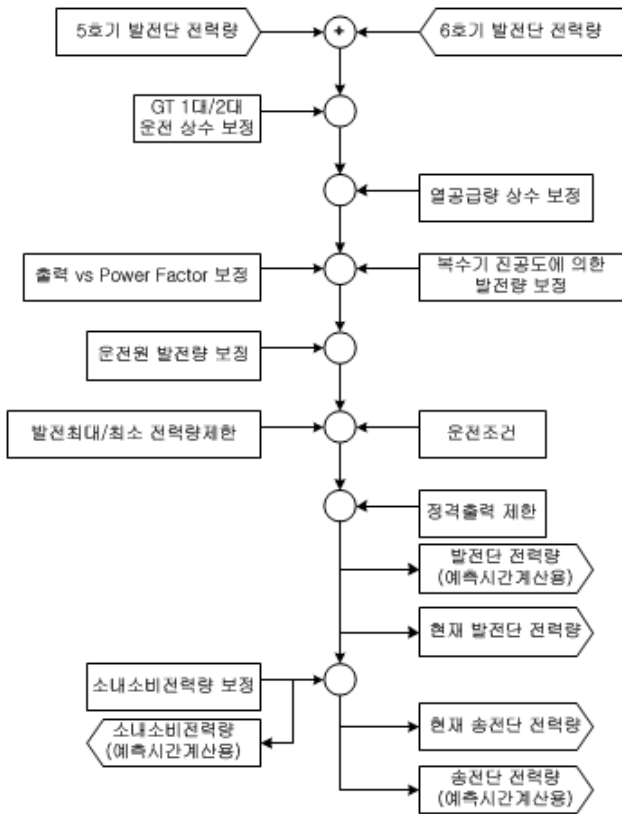 5호기 발전단 전력량
+
6호기 발전단 전력량
GT 1대/2대
운전 상수 보정
열공급량 상수 보정
출력 vs Power Factor 보정
복수기 진공도에 의한
발전량 보정
운전원 발전량 보정
발전최대/최소 전력량제한
운전조건
정격출력 제한
발전단 전력량
(예측시간계산용)
현재 발전단 전력량
소내소비전력량 보정
소내소비전력량
(예측시간계산용)
현재 송전단 전력량
송전단 전력량
(예측시간계산용)